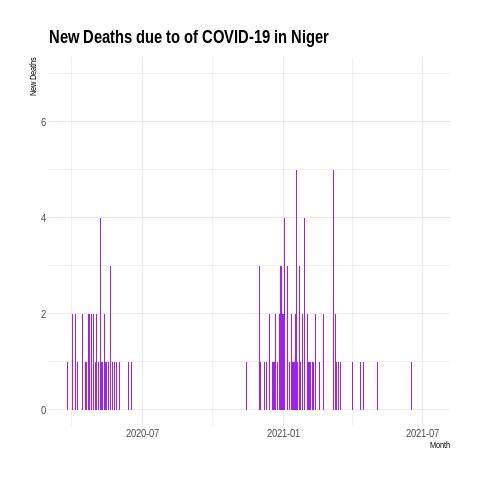 New Deaths due to of COVID-19 in Niger
New Deaths
6
4
2
0
2020-07
2021-01
2021-07
Month